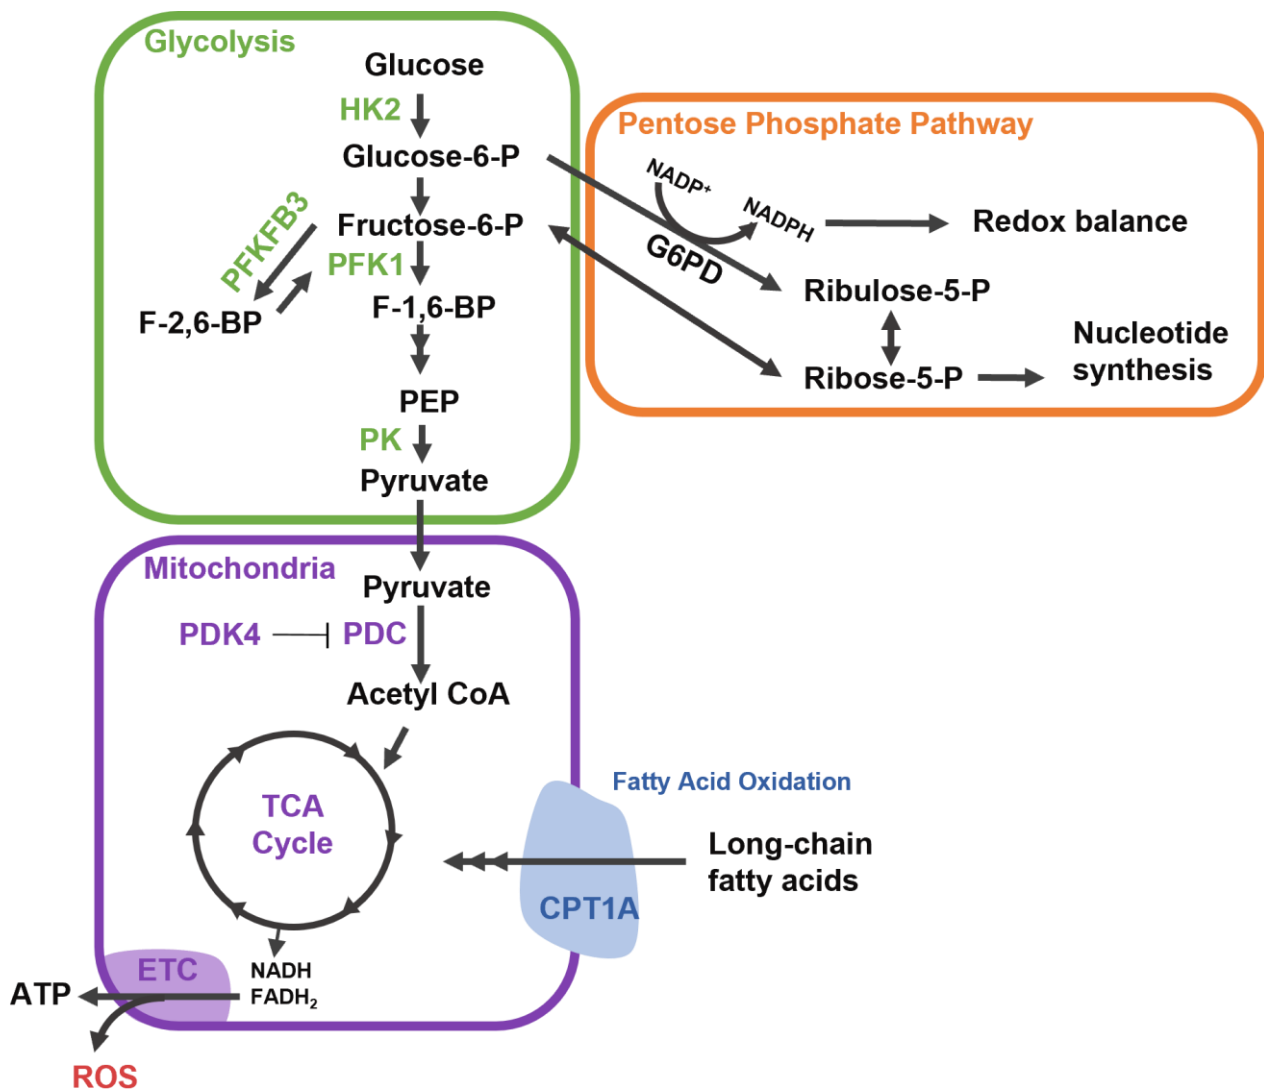 Glycolysis
Glucose
HK2
Glucose-6-P
Fructose-6-P
PFKFB3
PFK1
F-2,6-BP
F-1,6-BP
PEP
PK
Pyruvate
Pentose Phosphate Pathway
NADP⁺
NADPH
G6PD
Redox balance
Ribulose-5-P
Ribose-5-P
Nucleotide
synthesis
Mitochondria
Pyruvate
PDK4
PDC
Acetyl CoA
TCA
Cycle
Fatty Acid Oxidation
Long-chain
fatty acids
CPT1A
NADH
FADH₂
ETC
ATP
ROS